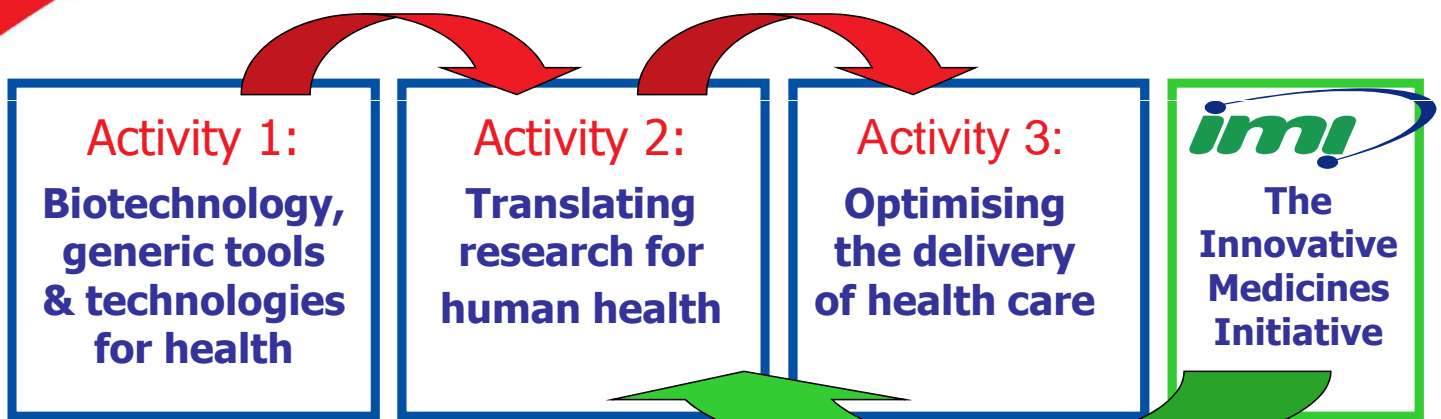 Activity 1:
Biotechnology,
generic tools
& technologies
for health
Activity 2:
Translating
research for
human health
Activity 3:
Optimising
the delivery
of health care
imi
The
Innovative
Medicines
Initiative